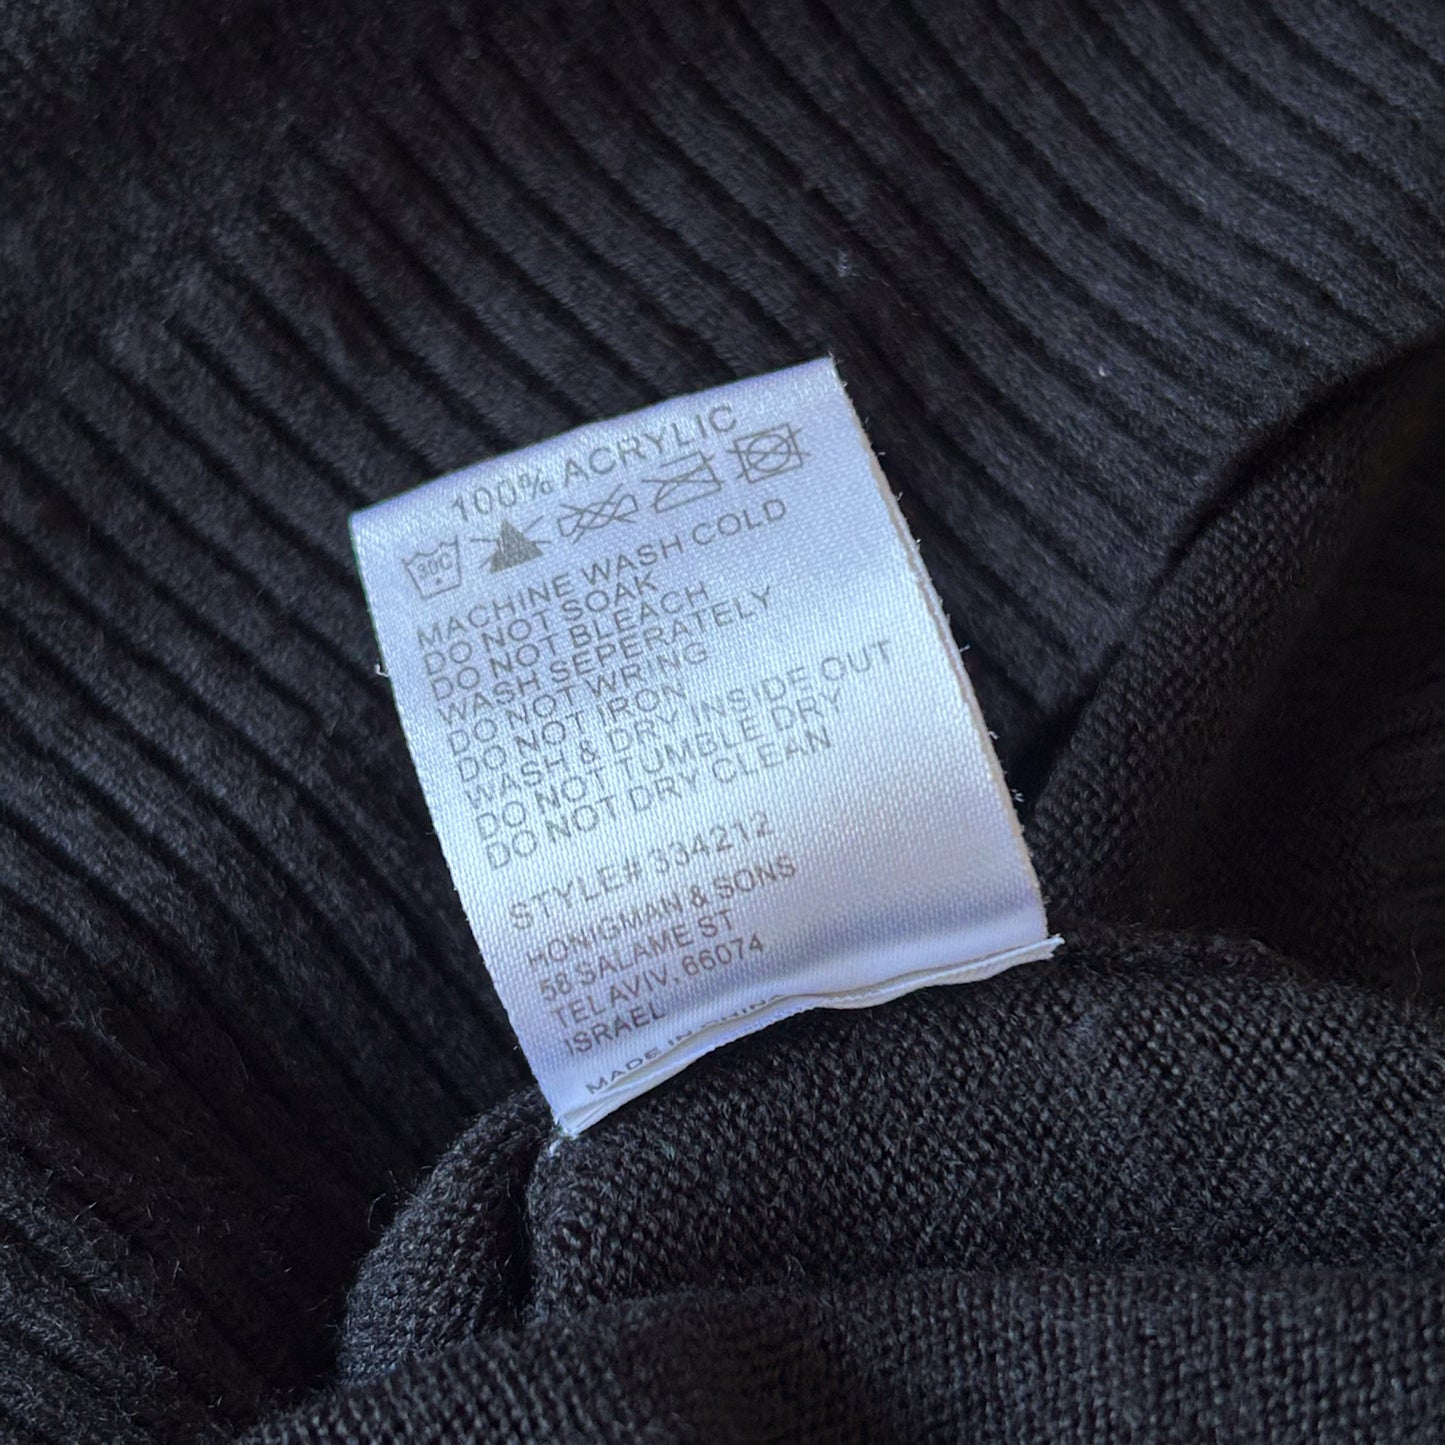 100% ACRYLIC
30C
MACHINE WASH COLD
DO NOT SOAK
DO NOT BLEACH
WASH SEPERATELY
DO NOT WRING
DO NOT IRON
WASH & DRY INSIDE OUT
DO NOT TUMBLE DRY
DO NOT DRY CLEAN
STYLE# 334212
HONIGMAN & SONS
58 SALAME ST
TEL AVIV, 66074
ISRAEL
MADE IN CHINA